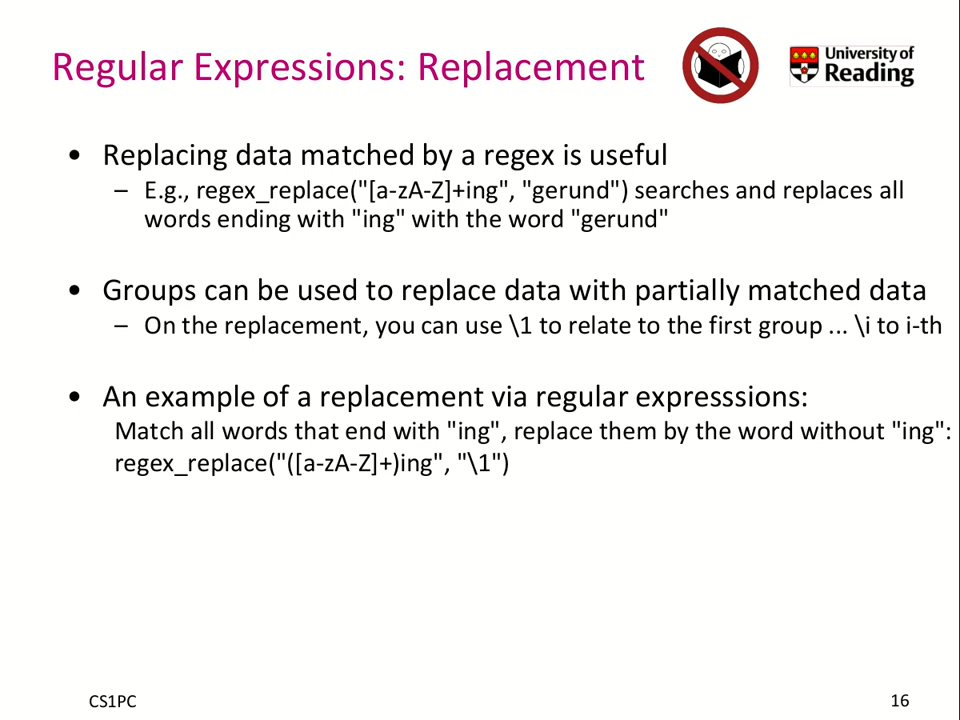 Regular Expressions: Replacement
University of
Reading
• Replacing data matched by a regex is useful
– E.g., regex_replace("[a-zA-Z]+ing", "gerund") searches and replaces all
words ending with "ing" with the word "gerund"
• Groups can be used to replace data with partially matched data
– On the replacement, you can use \1 to relate to the first group ... \i to i-th
• An example of a replacement via regular expresssions:
Match all words that end with "ing", replace them by the word without "ing":
regex_replace("([a-zA-Z]+)ing", "\1")
CS1PC
16